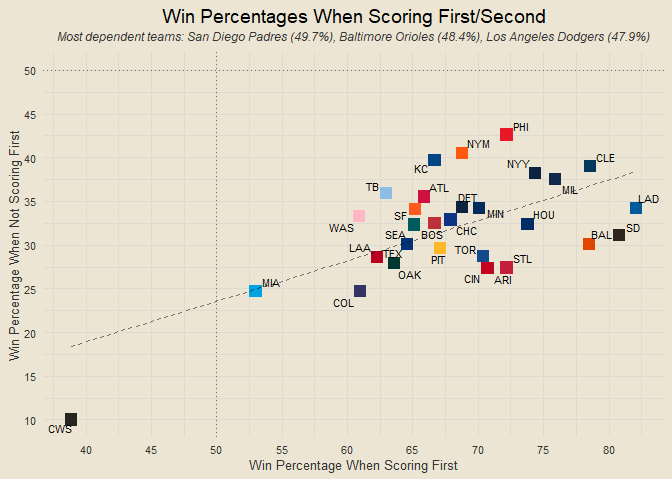 Win Percentages When Scoring First/Second
Most dependent teams: San Diego Padres (49.7%), Baltimore Orioles (48.4%), Los Angeles Dodgers (47.9%)
50
45
40
35
30
25
20
15
10
Win Percentage When Not Scoring First
PHI
NYM
KC
NYY
CLE
TB
ATL
DET
MIL
LAD
WAS
SF
MIN
HOU
SEA
BOS
CHC
BAL
SD
LAA
TEX
PIT
TOR
STL
OAK
CIN
ARI
MIA
COL
CWS
40
45
50
55
60
65
70
75
80
Win Percentage When Scoring First